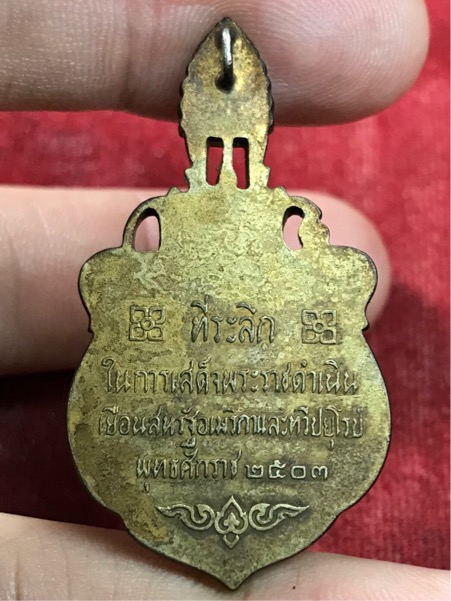 ที่ระลึก
ในการเสด็จพระราชดำเนิน
เยือนสหรัฐอเมริกาและทวีปยุโรป
พุทธศักราช ๒๕๐๓